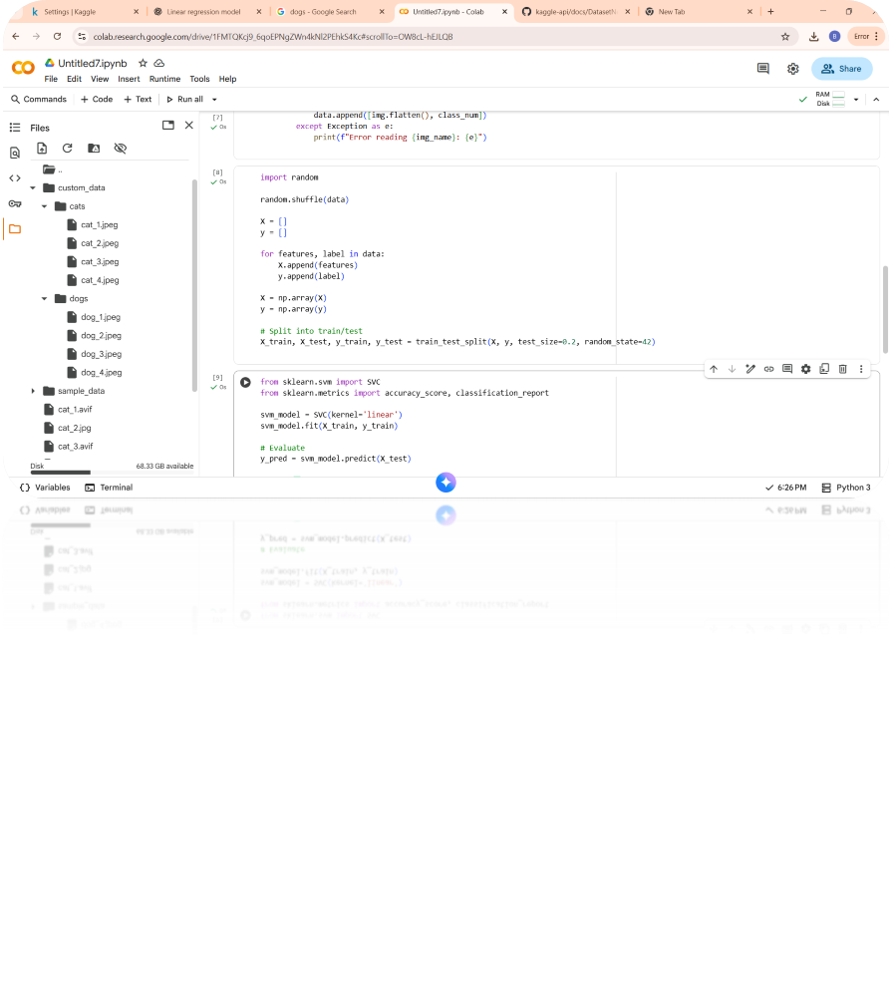 Settings | Kaggle
Linear regression model
dogs - Google Search
Untitled7.ipynb - Colab
kaggle-api/docs/Dataset
New Tab
colab.research.google.com/drive/1FMTQKcj9_6qoEPNgZWn4kNl2PEhkS4Kc#scrollTo=OW8cL-hEJLQB
B
Error
Untitled7.ipynb
File Edit View Insert Runtime Tools Help
Share
Commands + Code + Text Run all
RAM
Disk
Files
..
custom_data
cats
cat_1.jpeg
cat_2.jpeg
cat_3.jpeg
cat_4.jpeg
dogs
dog_1.jpeg
dog_2.jpeg
dog_3.jpeg
dog_4.jpeg
sample_data
cat_1.avif
cat_2.jpg
cat_3.avif
Disk 68.33 GB available
[7]
0s
data.append([img.flatten(), class_num])
except Exception as e:
print(f"Error reading {img_name}: {e}")
[8]
0s
import random
random.shuffle(data)
X = []
y = []
for features, label in data:
X.append(features)
y.append(label)
X = np.array(X)
y = np.array(y)
# Split into train/test
X_train, X_test, y_train, y_test = train_test_split(X, y, test_size=0.2, random_state=42)
[9]
0s
from sklearn.svm import SVC
from sklearn.metrics import accuracy_score, classification_report
svm_model = SVC(kernel='linear')
svm_model.fit(X_train, y_train)
# Evaluate
y_pred = svm_model.predict(X_test)
Variables Terminal
6:26 PM Python 3